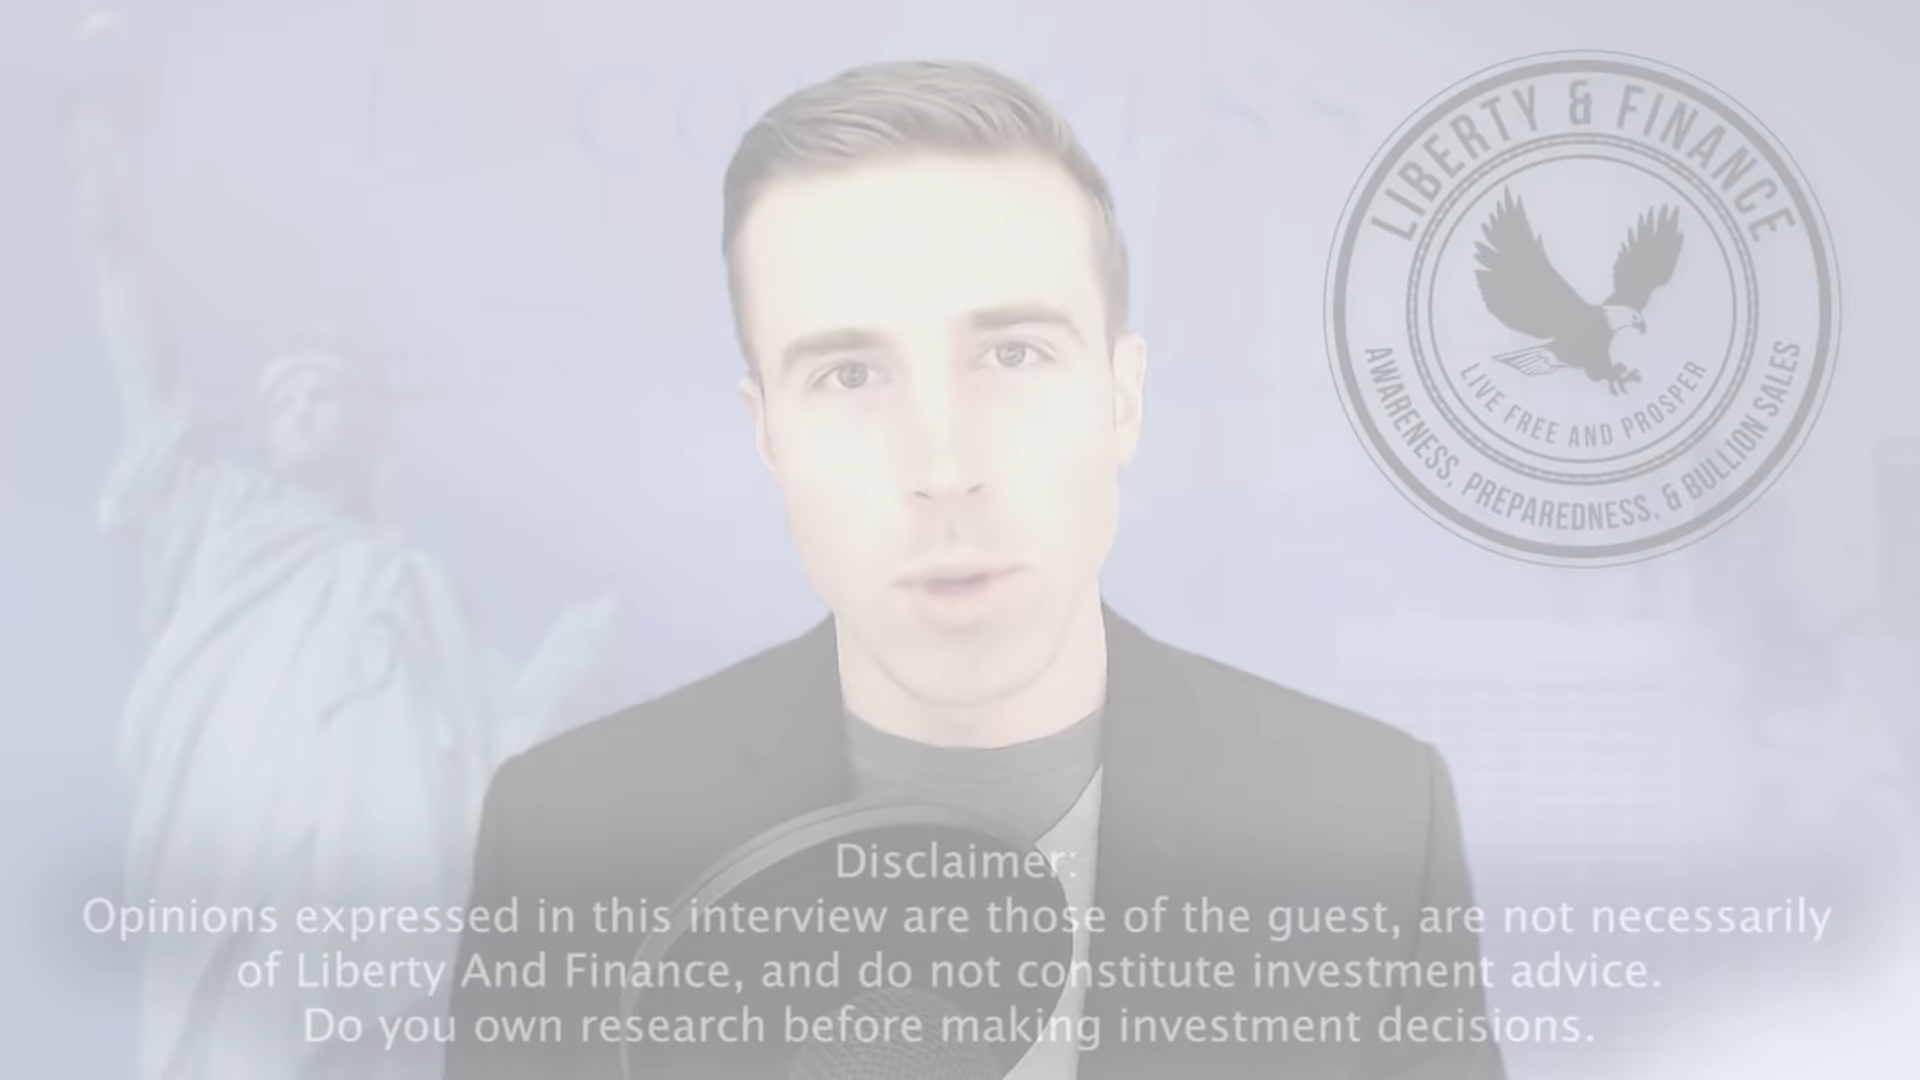 LIBERTY & FINANCE
LIVE FREE AND PROSPER
AWARENESS, PREPAREDNESS, & BULLION SALES
Disclaimer:
Opinions expressed in this interview are those of the guest, are not necessarily
of Liberty And Finance, and do not constitute investment advice.
Do you own research before making investment decisions.